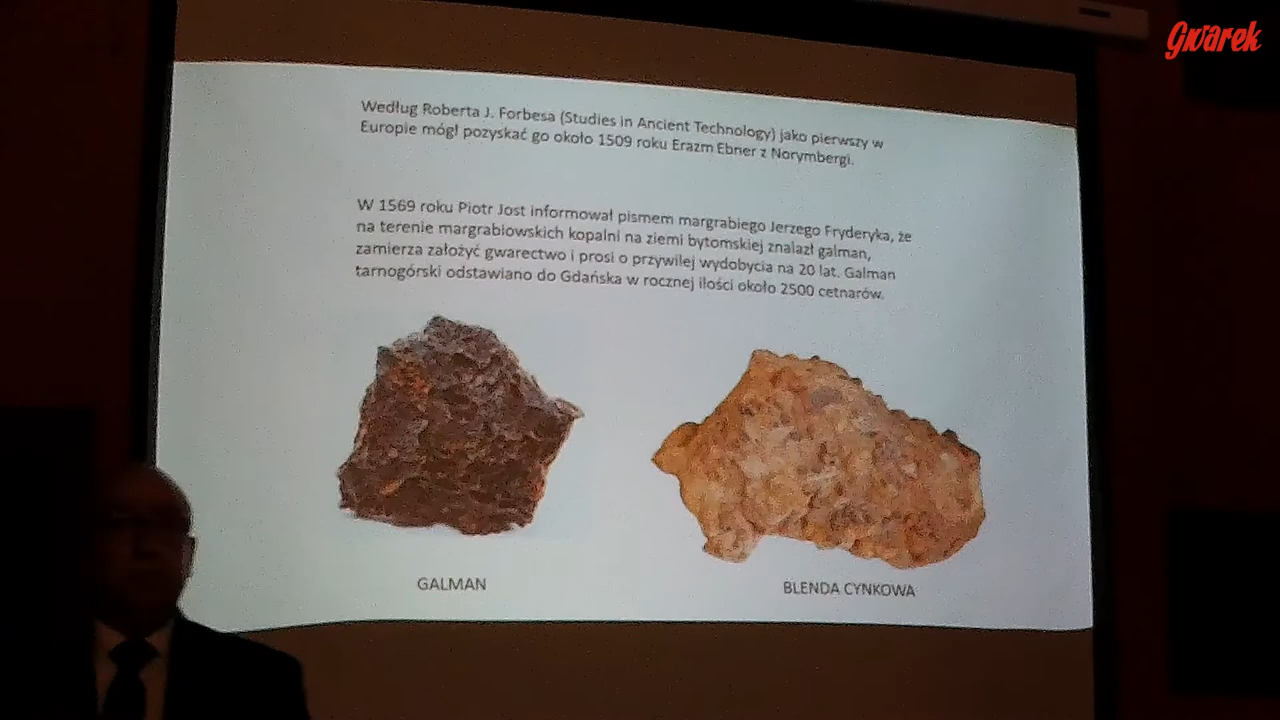 Gwarek
Według Roberta J. Forbesa (Studies in Ancient Technology) jako pierwszy w
Europie mógł pozyskać go około 1509 roku Erazm Ebner z Norymbergi.
W 1569 roku Piotr Jost informował pismem margrabiego Jerzego Fryderyka, że
na terenie margrabiowskich kopalni na ziemi bytomskiej znalazł galman,
zamierza założyć gwarectwo i prosi o przywilej wydobycia na 20 lat. Galman
tarnogórski odstawiano do Gdańska w rocznej ilości około 2500 cetnarów.
GALMAN
BLENDA CYNKOWA